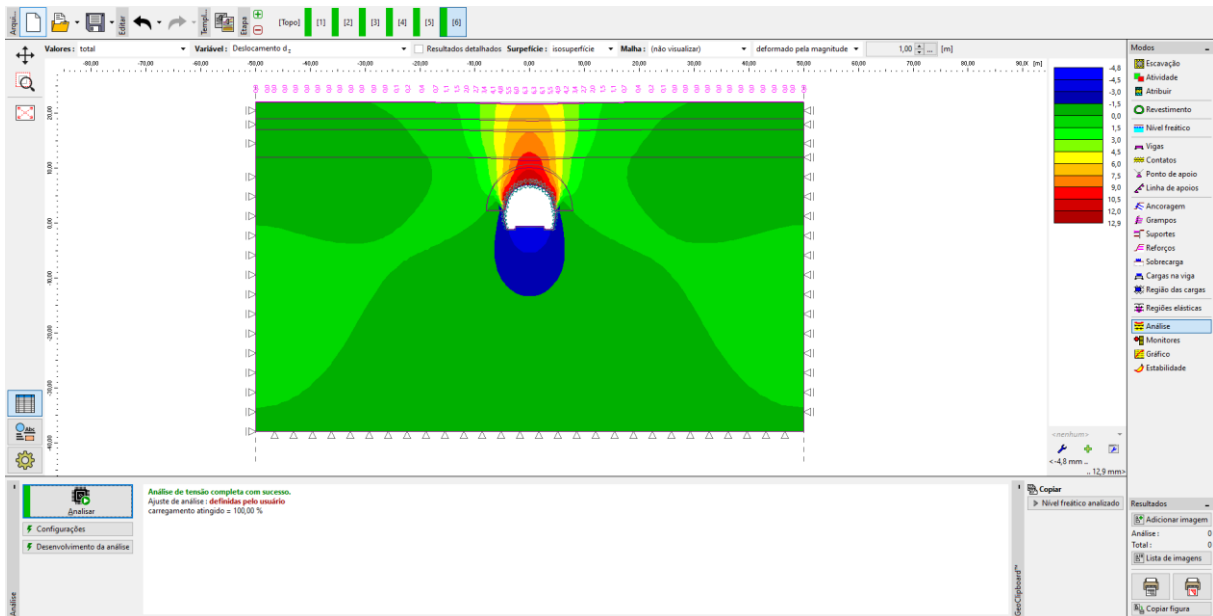 Arqui...
Editar
Templ...
Etapa
[Topo] [1] [2] [3] [4] [5] [6]
Valores: total Variável: Deslocamento d z Resultados detalhados Surpefície: isosuperfície Malha: (não visualizar) deformado pela magnitude 1,00 ... [m]
-80,00 -70,00 -60,00 -50,00 -40,00 -30,00 -20,00 -10,00 0,00 10,00 20,00 30,00 40,00 50,00 60,00 70,00 80,00 [m]
20,00
10,00
0,00
-10,00
-20,00
-30,00
-40,00
-4,8
-4,5
-3,0
-1,5
0,0
1,5
3,0
4,5
6,0
7,5
9,0
10,5
12,0
12,9
<nenhum>
<-4,8 mm ..
.. 12,9 mm>
Modos
Escavação
Atividade
Atribuir
Revestimento
Nível freático
Vigas
Contatos
Ponto de apoio
Linha de apoios
Ancoragem
Grampos
Suportes
Reforços
Sobrecarga
Cargas na viga
Região das cargas
Regiões elásticas
Análise
Monitores
Gráfico
Estabilidade
Análise
Analisar
Configurações
Desenvolvimento da análise
Análise de tensão completa com sucesso.
Ajuste de análise : definidas pelo usuário
carregamento atingido = 100,00 %
GeoClipboard™
Copiar
Nível freático analizado
Resultados
Adicionar imagem
Análise : 0
Total : 0
Lista de imagens
Copiar figura